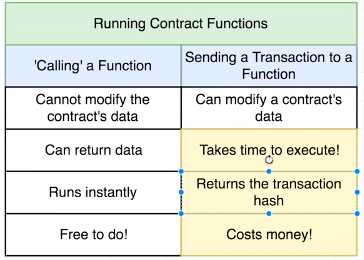 Running Contract Functions
'Calling' a Function
Sending a Transaction to a
Function
Cannot modify the
contract's data
Can modify a contract's
data
Can return data
Takes time to execute!
Runs instantly
Returns the transaction
hash
Free to do!
Costs money!